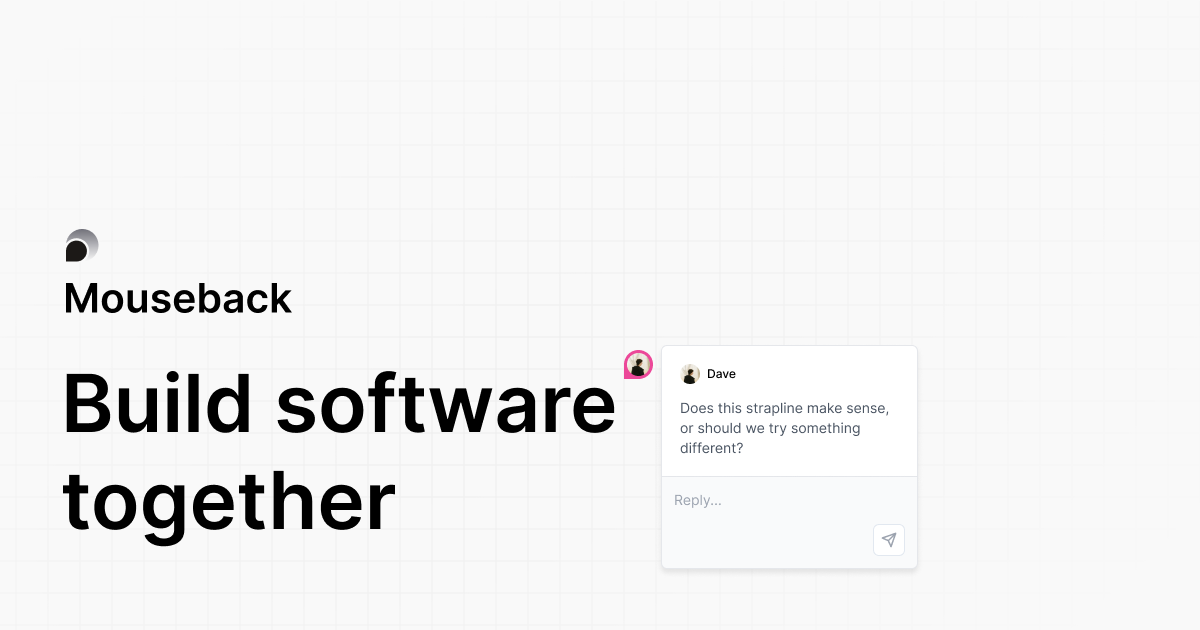 Mouseback
Build software
together
Dave
Does this strapline make sense,
or should we try something
different?
Reply...